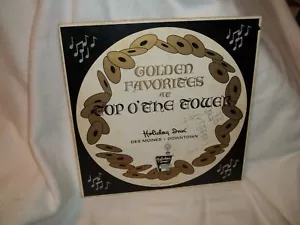 GOLDEN
FAVORITES
AT
TOP O' THE TOWER
Holiday Inn
DES MOINES - DOWNTOWN